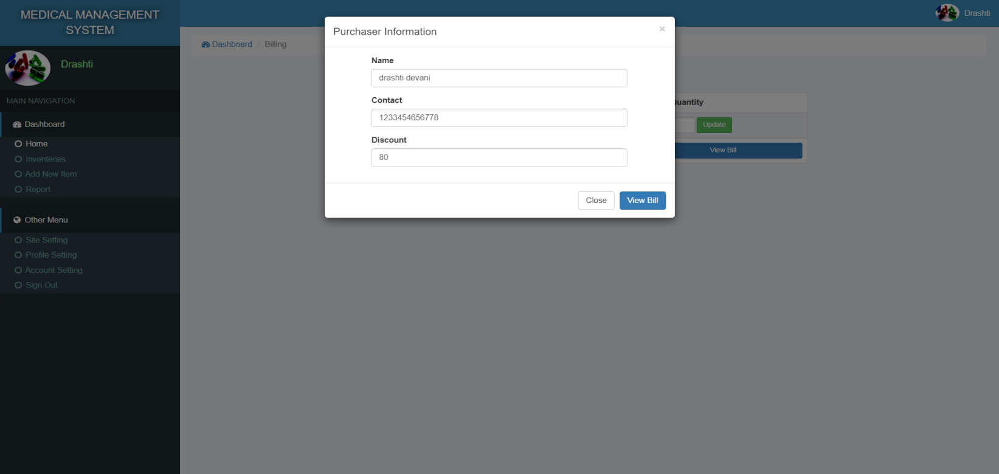 MEDICAL MANAGEMENT
SYSTEM
Drashti
Drashti
MAIN NAVIGATION
Dashboard
Home
Inventeries
Add New Item
Report
Other Menu
Site Setting
Profile Setting
Account Setting
Sign Out
Dashboard / Billing
Purchaser Information ×
Name
drashti devani
Contact
1233454656778
Discount
80
Close View Bill
uantity
Update
View Bill